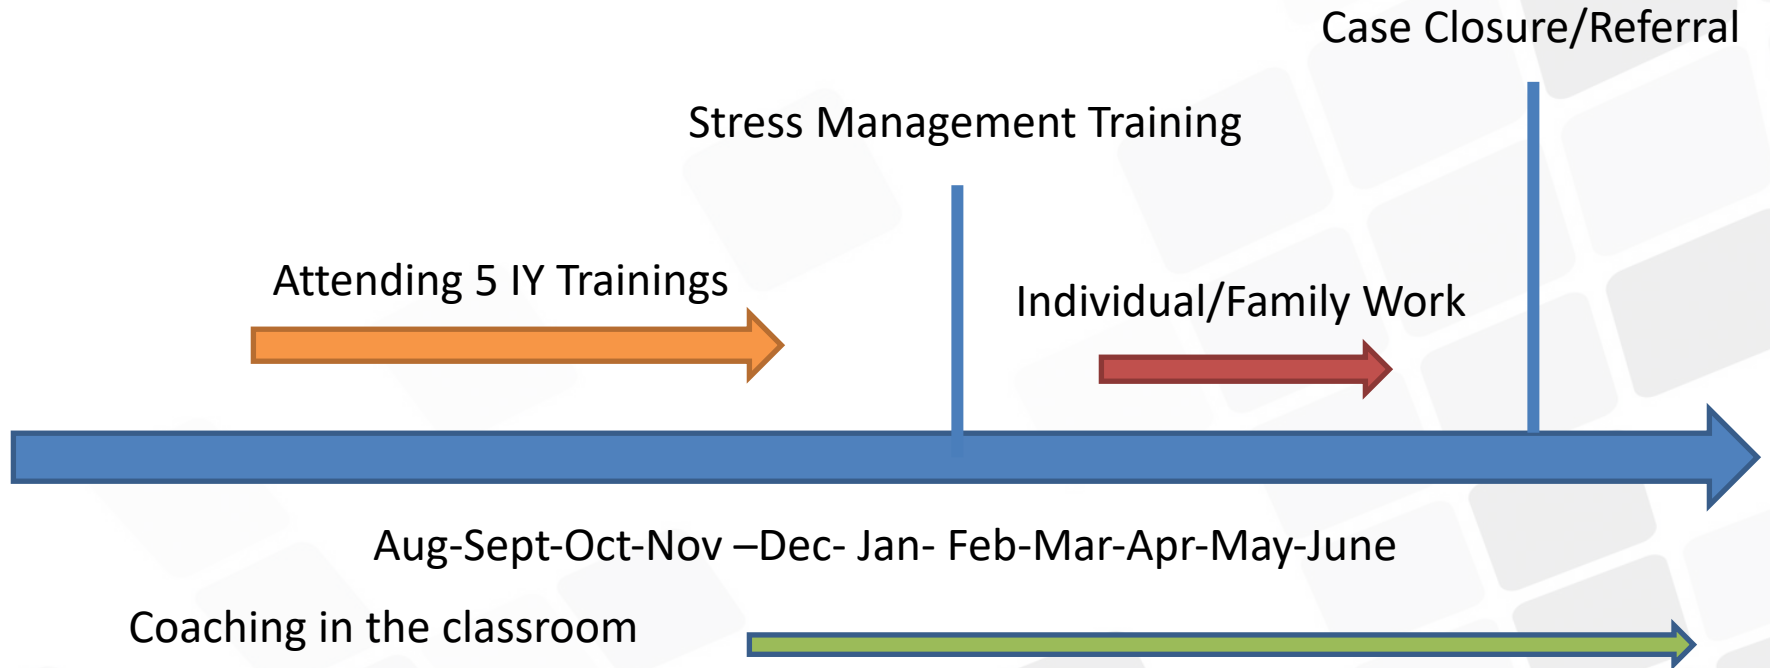 Case Closure/Referral
Stress Management Training
Attending 5 IY Trainings
Individual/Family Work
Aug-Sept-Oct-Nov –Dec- Jan- Feb-Mar-Apr-May-June
Coaching in the classroom